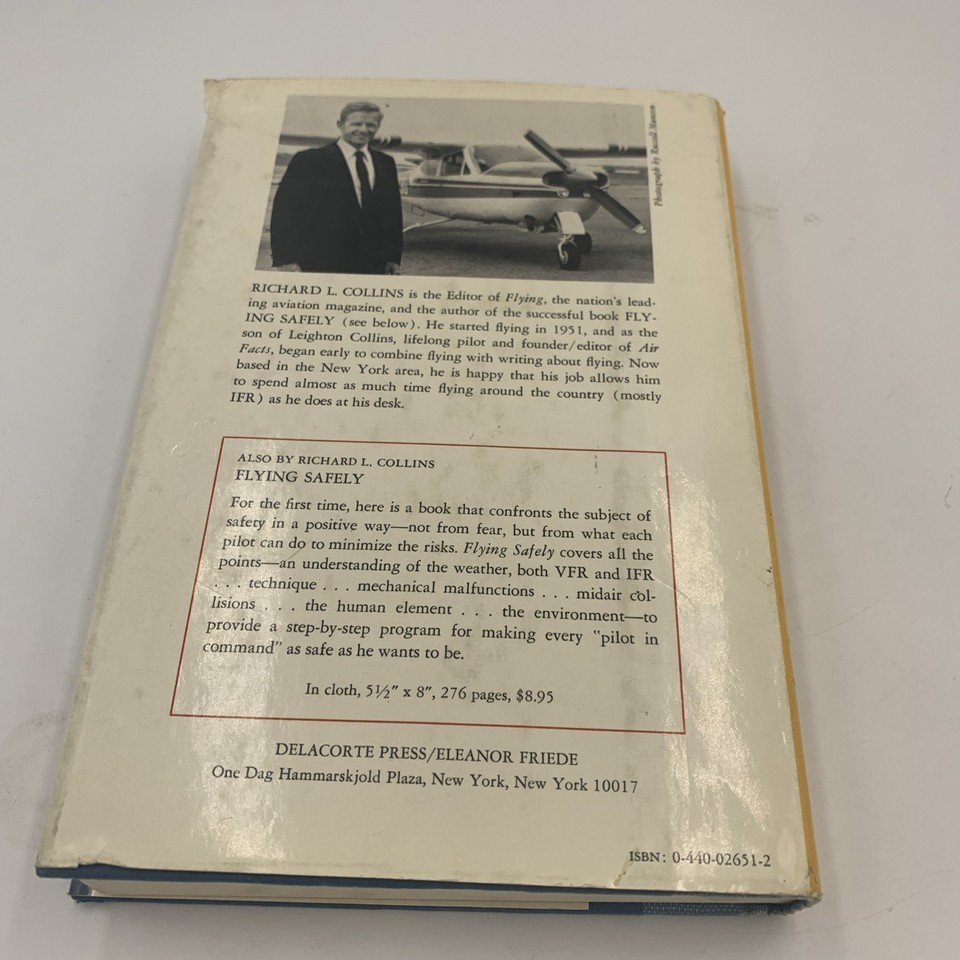 Photograph by Russell Munson
RICHARD L. COLLINS is the Editor of Flying, the nation's lead-
ing aviation magazine, and the author of the successful book FLY-
ING SAFELY (see below). He started flying in 1951, and as the
son of Leighton Collins, lifelong pilot and founder/editor of Air
Facts, began early to combine flying with writing about flying. Now
based in the New York area, he is happy that his job allows him
to spend almost as much time flying around the country (mostly
IFR) as he does at his desk.
ALSO BY RICHARD L. COLLINS
FLYING SAFELY
For the first time, here is a book that confronts the subject of
safety in a positive way—not from fear, but from what each
pilot can do to minimize the risks. Flying Safely covers all the
points—an understanding of the weather, both VFR and IFR
. . . technique . . . mechanical malfunctions . . . midair col-
lisions . . . the human element . . . the environment—to
provide a step-by-step program for making every "pilot in
command" as safe as he wants to be.
In cloth, 5½" x 8", 276 pages, $8.95
DELACORTE PRESS/ELEANOR FRIEDE
One Dag Hammarskjold Plaza, New York, New York 10017
ISBN: 0-440-02651-2